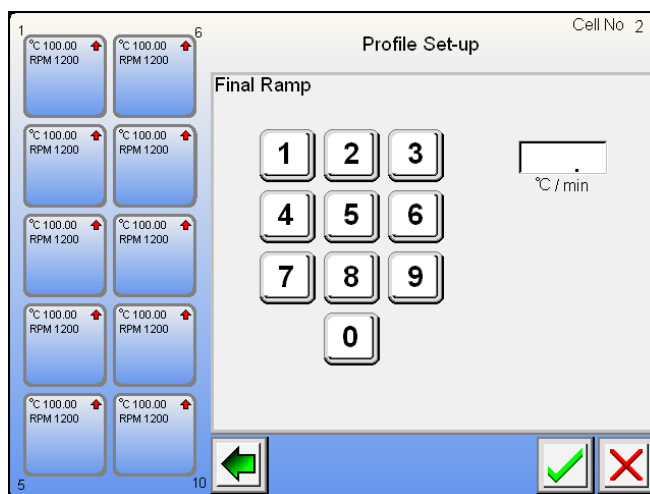 1
6
°C 100.00
RPM 1200
°C 100.00
RPM 1200
°C 100.00
RPM 1200
°C 100.00
RPM 1200
°C 100.00
RPM 1200
°C 100.00
RPM 1200
°C 100.00
RPM 1200
°C 100.00
RPM 1200
°C 100.00
RPM 1200
°C 100.00
RPM 1200
5
10
Cell No 2
Profile Set-up
Final Ramp
1 2 3
4 5 6
7 8 9
0
.
°C / min